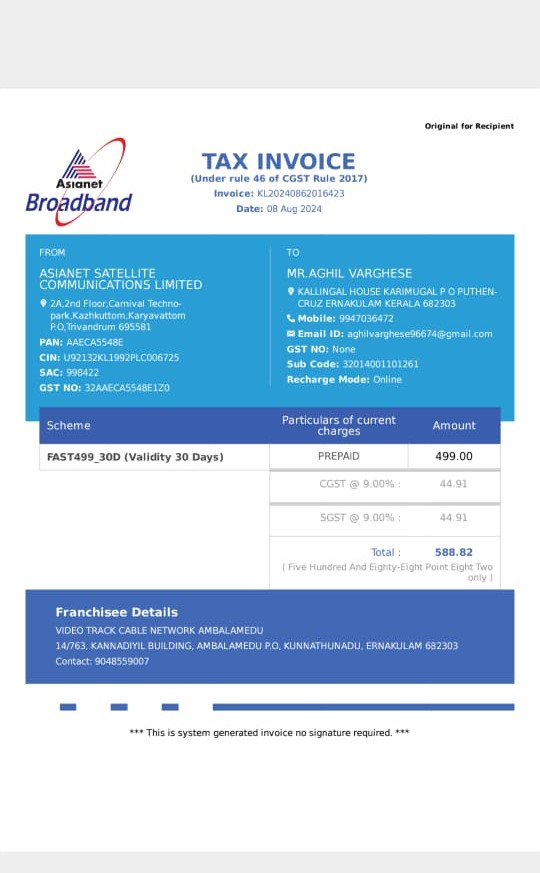 Original for Recipient
Asianet
Broadband
TAX INVOICE
(Under rule 46 of CGST Rule 2017)
Invoice: KL20240862016423
Date: 08 Aug 2024
FROM
ASIANET SATELLITE
COMMUNICATIONS LIMITED
2A,2nd Floor,Carnival Techno-
park,Kazhkuttom,Karyavattom
P.O,Trivandrum 695581
PAN: AAECA5548E
CIN: U92132KL1992PLC006725
SAC: 998422
GST NO: 32AAECA5548E1Z0
TO
MR.AGHIL VARGHESE
KALLINGAL HOUSE KARIMUGAL P O PUTHEN-
CRUZ ERNAKULAM KERALA 682303
Mobile: 9947036472
Email ID: aghilvarghese96674@gmail.com
GST NO: None
Sub Code: 32014001101261
Recharge Mode: Online
Scheme
Particulars of current
charges
Amount
FAST499_30D (Validity 30 Days)
PREPAID
499.00
CGST @ 9.00% :
44.91
SGST @ 9.00% :
44.91
Total :
588.82
( Five Hundred And Eighty-Eight Point Eight Two
only )
Franchisee Details
VIDEO TRACK CABLE NETWORK AMBALAMEDU
14/763, KANNADIYIL BUILDING, AMBALAMEDU P.O, KUNNATHUNADU, ERNAKULAM 682303
Contact: 9048559007
*** This is system generated invoice no signature required. ***